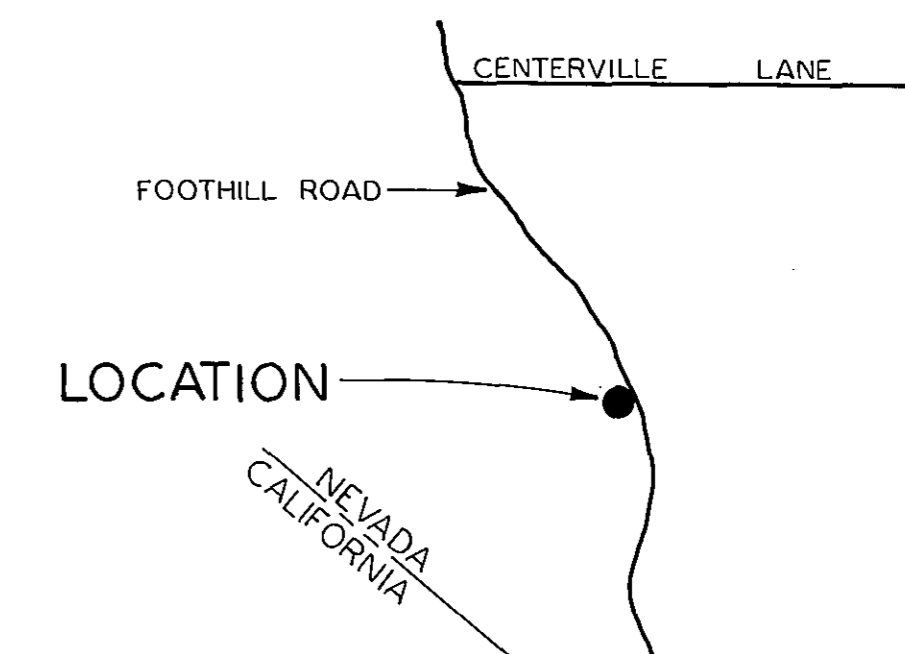 CENTERVILLE LANE
FOOTHILL ROAD
LOCATION
NEVADA
CALIFORNIA